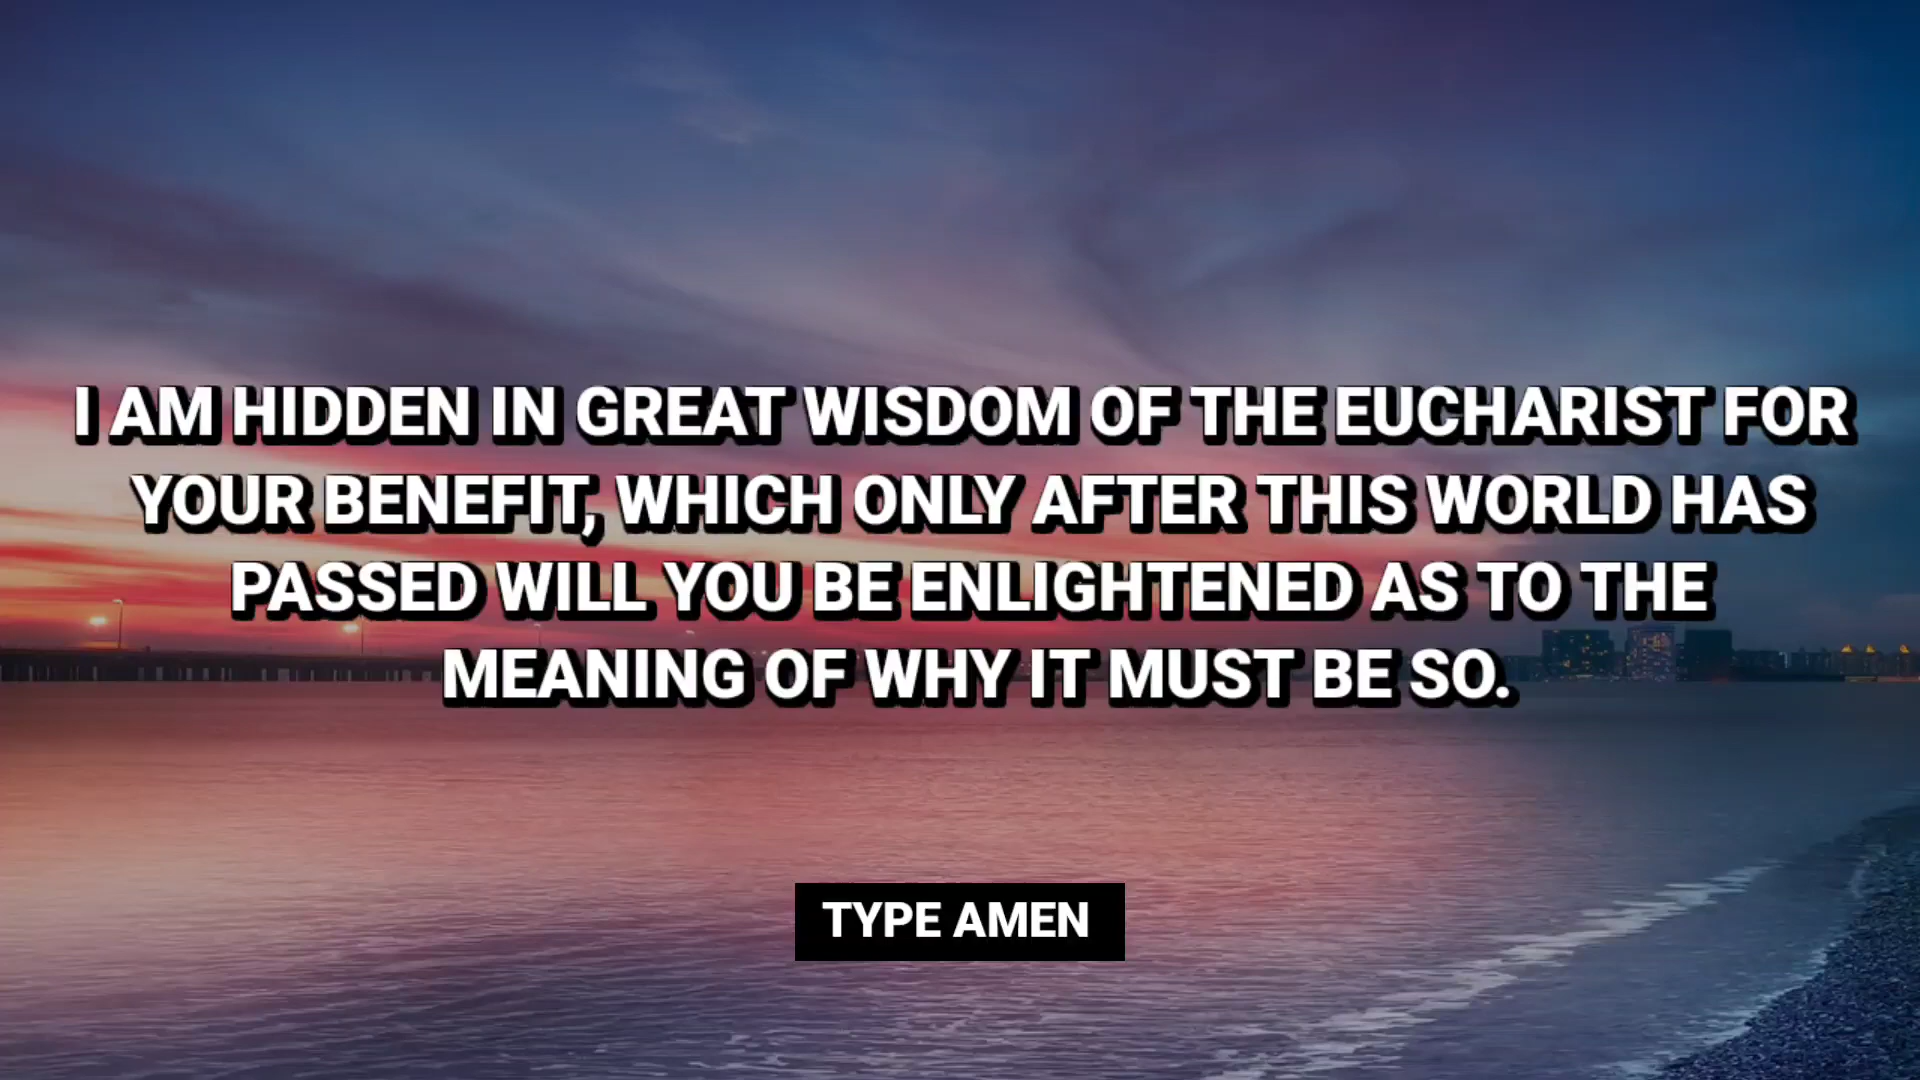 I AM HIDDEN IN GREAT WISDOM OF THE EUCHARIST FOR
YOUR BENEFIT, WHICH ONLY AFTER THIS WORLD HAS
PASSED WILL YOU BE ENLIGHTENED AS TO THE
MEANING OF WHY IT MUST BE SO.
TYPE AMEN